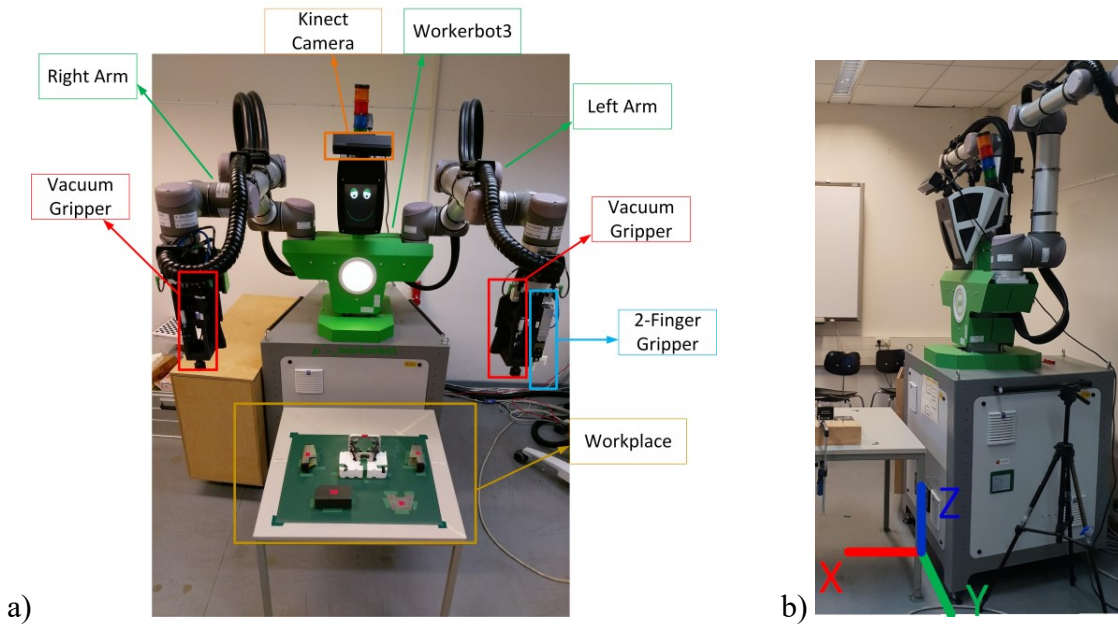 Kinect
Camera
Workerbot3
Right Arm
Left Arm
Vacuum
Gripper
Vacuum
Gripper
2-Finger
Gripper
Workplace
a)
Z
X
Y
b)